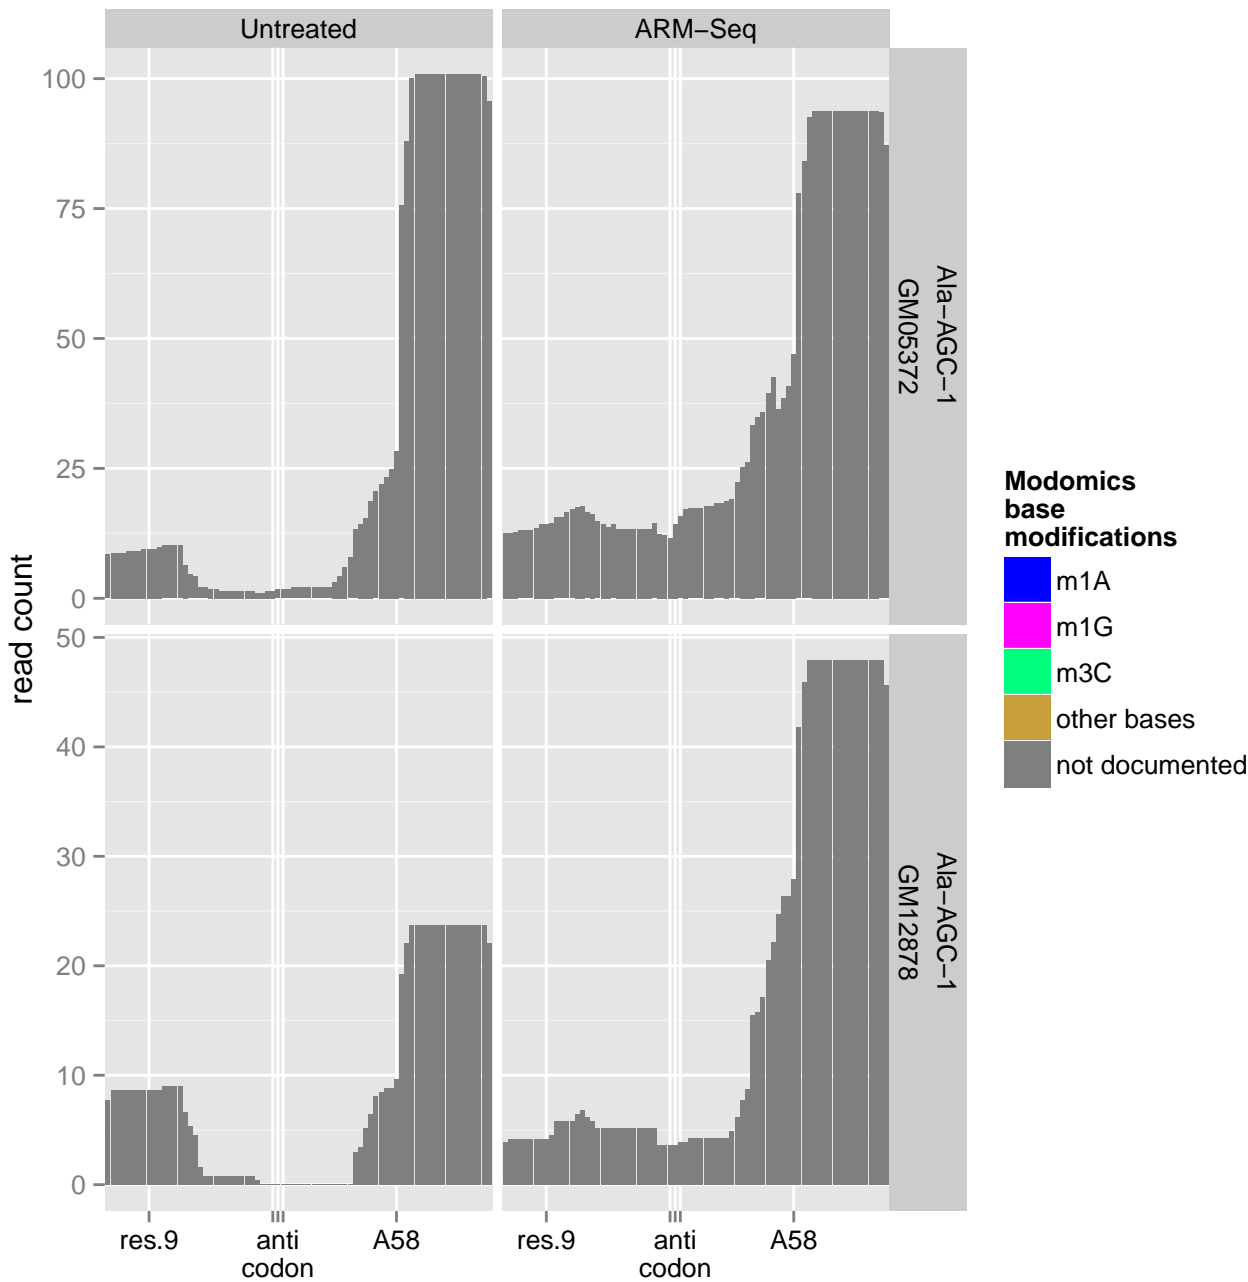 Untreated
ARM−Seq
read count
100
75
50
25
0
Ala−AGC−1
GM05372
50
40
30
20
10
0
Ala−AGC−1
GM12878
res.9
anti
codon
A58
res.9
anti
codon
A58
Modomics
base
modifications
m1A
m1G
m3C
other bases
not documented